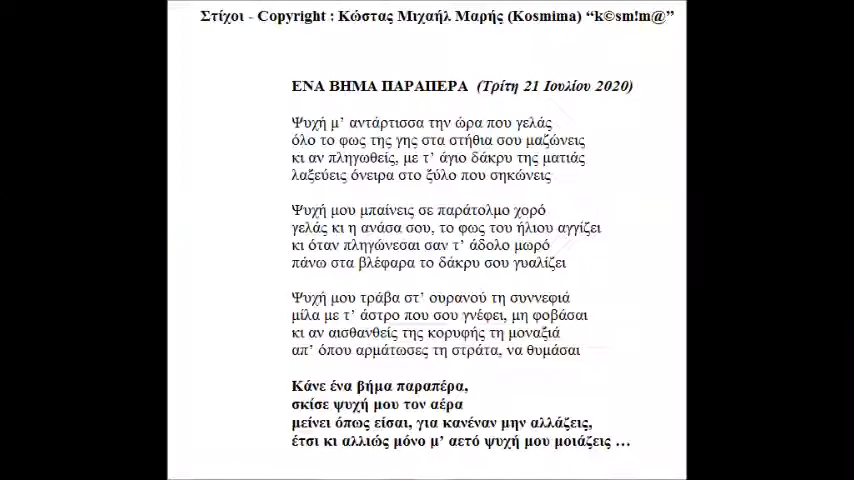 Στίχοι - Copyright : Κώστας Μιχαήλ Μαρής (Kosmima) “k©sm!m@”
ΕΝΑ ΒΗΜΑ ΠΑΡΑΠΕΡΑ (Τρίτη 21 Ιουλίου 2020)
Ψυχή μ’ αντάρτισσα την ώρα που γελάς
όλο το φως της γης στα στήθια σου μαζώνεις
κι αν πληγωθείς, με τ’ άγιο δάκρυ της ματιάς
λαξεύεις όνειρα στο ξύλο που σηκώνεις
Ψυχή μου μπαίνεις σε παράτολμο χορό
γελάς κι η ανάσα σου, το φως του ήλιου αγγίζει
κι όταν πληγώνεσαι σαν τ’ άδολο μωρό
πάνω στα βλέφαρα το δάκρυ σου γυαλίζει
Ψυχή μου τράβα στ’ ουρανού τη συννεφιά
μίλα με τ’ άστρο που σου γνέφει, μη φοβάσαι
κι αν αισθανθείς της κορυφής τη μοναξιά
απ’ όπου αρμάτωσες τη στράτα, να θυμάσαι
Κάνε ένα βήμα παραπέρα,
σκίσε ψυχή μου τον αέρα
μείνει όπως είσαι, για κανέναν μην αλλάζεις,
έτσι κι αλλιώς μόνο μ’ αετό ψυχή μου μοιάζεις …